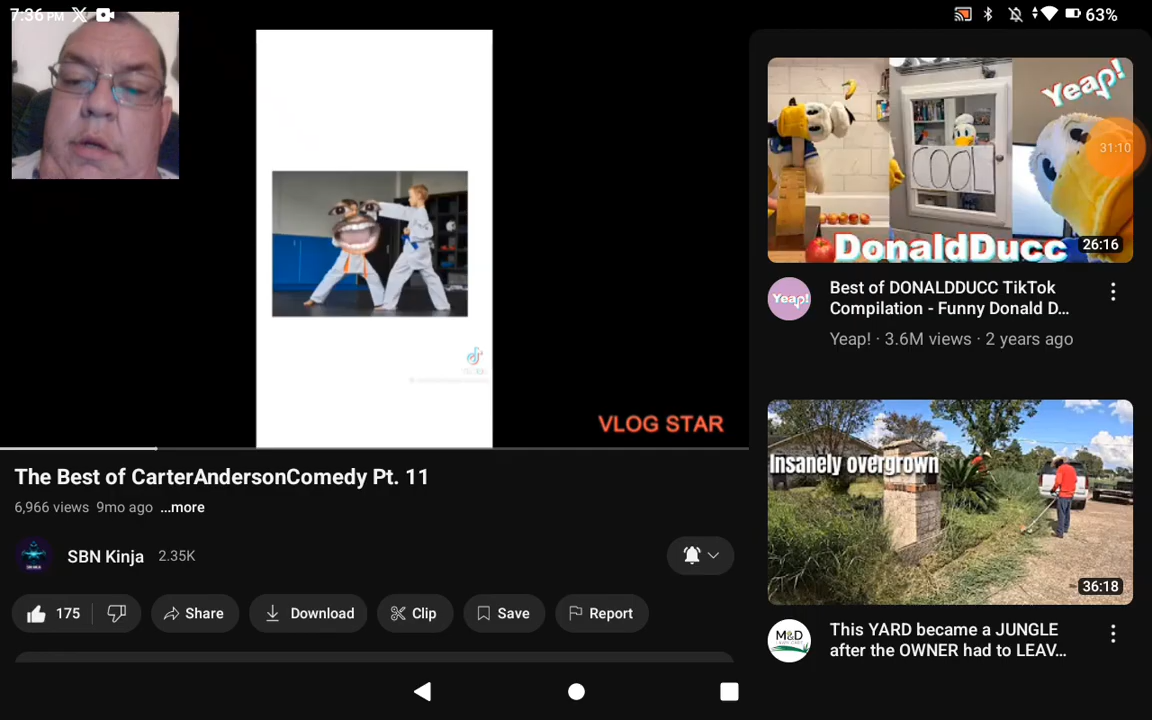 7:36 PM
63%
31:10
Yeap!
COOL
DonaldDucc
26:16
Yeap!
Best of DONALDDUCC TikTok
Compilation - Funny Donald D...
Yeap! · 3.6M views · 2 years ago
VLOG STAR
The Best of CarterAndersonComedy Pt. 11
6,966 views 9mo ago ...more
SBN Kinja 2.35K
175
Share
Download
Clip
Save
Report
Insanely overgrown
36:18
M&D
This YARD became a JUNGLE
after the OWNER had to LEAV...